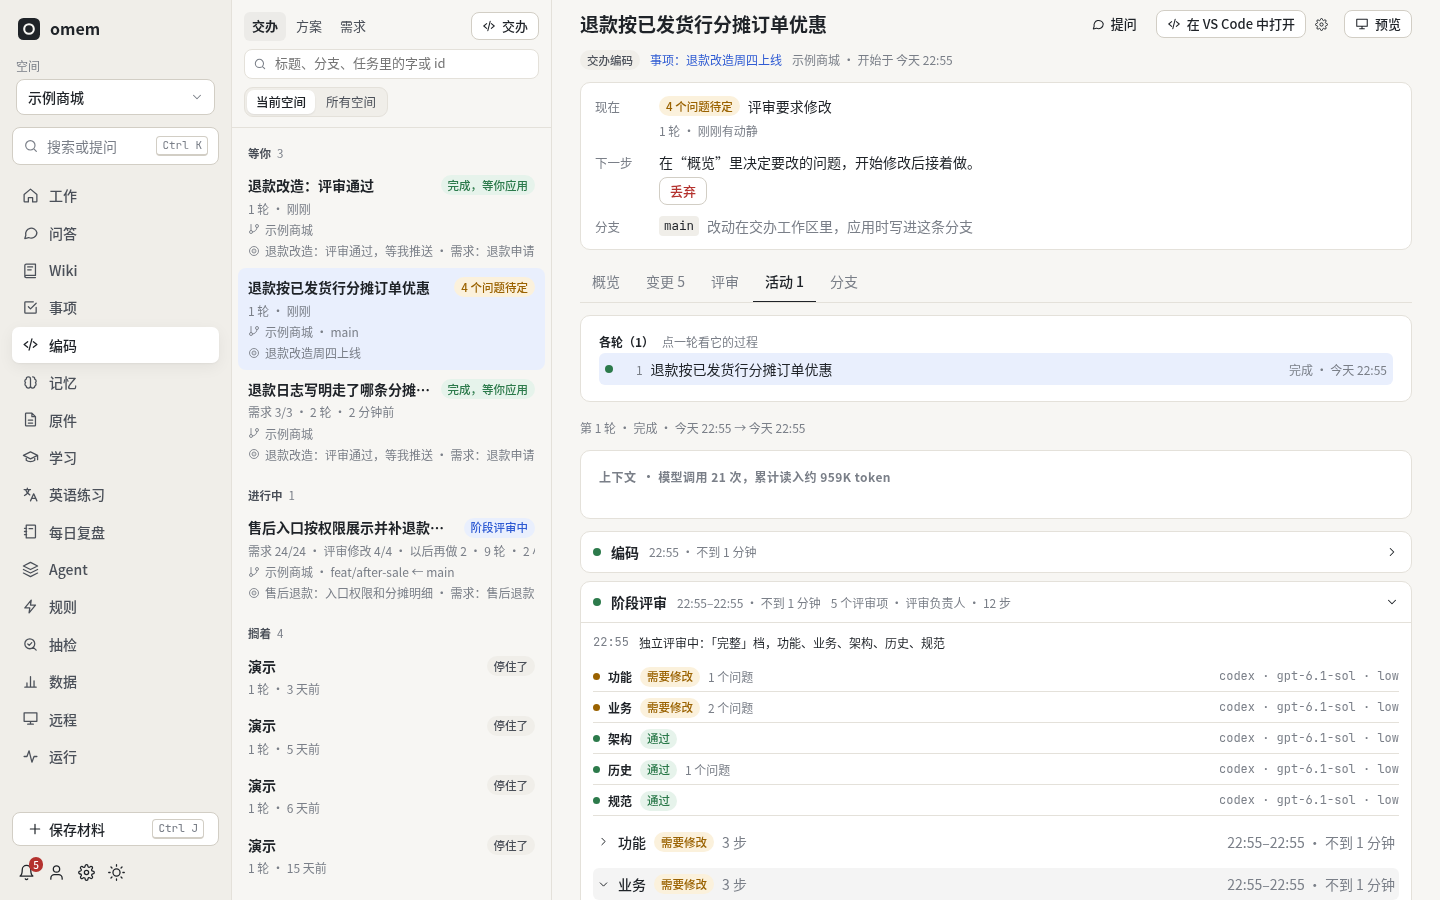 omem
空间
示例商城
搜索或提问 Ctrl K
工作
问答
Wiki
事项
编码
记忆
原件
学习
英语练习
每日复盘
Agent
规则
抽检
数据
远程
运行
保存材料 Ctrl J
5
交办 方案 需求 交办
标题、分支、任务里的字或 id
当前空间 所有空间
等你 3
退款改造：评审通过 完成，等你应用
1 轮 · 刚刚
示例商城
退款改造：评审通过，等我推送 · 需求：退款申请
退款按已发货行分摊订单优惠 4 个问题待定
1 轮 · 刚刚
示例商城 · main
退款改造周四上线
退款日志写明走了哪条分摊… 完成，等你应用
需求 3/3 · 2 轮 · 2 分钟前
示例商城
退款改造：评审通过，等我推送 · 需求：退款申请
进行中 1
售后入口按权限展示并补退款… 阶段评审中
需求 24/24 · 评审修改 4/4 · 以后再做 2 · 9 轮 · 2
示例商城 · feat/after-sale ← main
售后退款：入口权限和分摊明细 · 需求：售后退款
搁着 4
演示 停住了
1 轮 · 3 天前
演示 停住了
1 轮 · 5 天前
演示 停住了
1 轮 · 6 天前
演示 停住了
1 轮 · 15 天前
退款按已发货行分摊订单优惠 提问 在 VS Code 中打开 预览
交办编码 事项：退款改造周四上线 示例商城 · 开始于 今天 22:55
现在 4 个问题待定 评审要求修改
1 轮 · 刚刚有动静
下一步 在“概览”里决定要改的问题，开始修改后接着做。
丢弃
分支 main 改动在交办工作区里，应用时写进这条分支
概览 变更 5 评审 活动 1 分支
各轮（1） 点一轮看它的过程
1 退款按已发货行分摊订单优惠 完成 · 今天 22:55
第 1 轮 · 完成 · 今天 22:55 → 今天 22:55
上下文 · 模型调用 21 次，累计读入约 959K token
编码 22:55 · 不到 1 分钟
阶段评审 22:55–22:55 · 不到 1 分钟 5 个评审项 · 评审负责人 · 12 步
22:55 独立评审中：「完整」档，功能、业务、架构、历史、规范
功能 需要修改 1 个问题 codex · gpt-6.1-sol · low
业务 需要修改 2 个问题 codex · gpt-6.1-sol · low
架构 通过 codex · gpt-6.1-sol · low
历史 通过 1 个问题 codex · gpt-6.1-sol · low
规范 通过 codex · gpt-6.1-sol · low
功能 需要修改 3 步 22:55–22:55 · 不到 1 分钟
业务 需要修改 3 步 22:55–22:55 · 不到 1 分钟